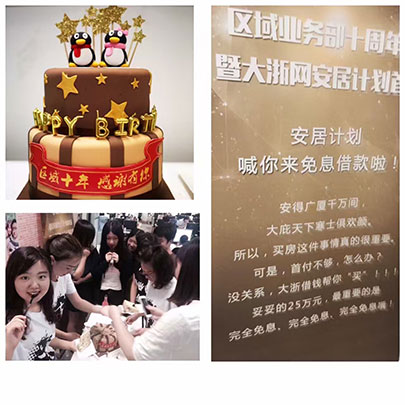 HAPPY BIRTH
区域十年 感谢有你
区域业务部十周年
暨大浙网安居计划首
安居计划
喊你来免息借款啦！
安得广厦千万间，
大庇天下寒士俱欢颜。
所以，买房这件事情真的很重要。
可是，首付不够，怎么办？
没关系，大浙借钱帮你“买”！！！
妥妥的25万元，最重要的是
完全免息、完全免息、完全免息噢！